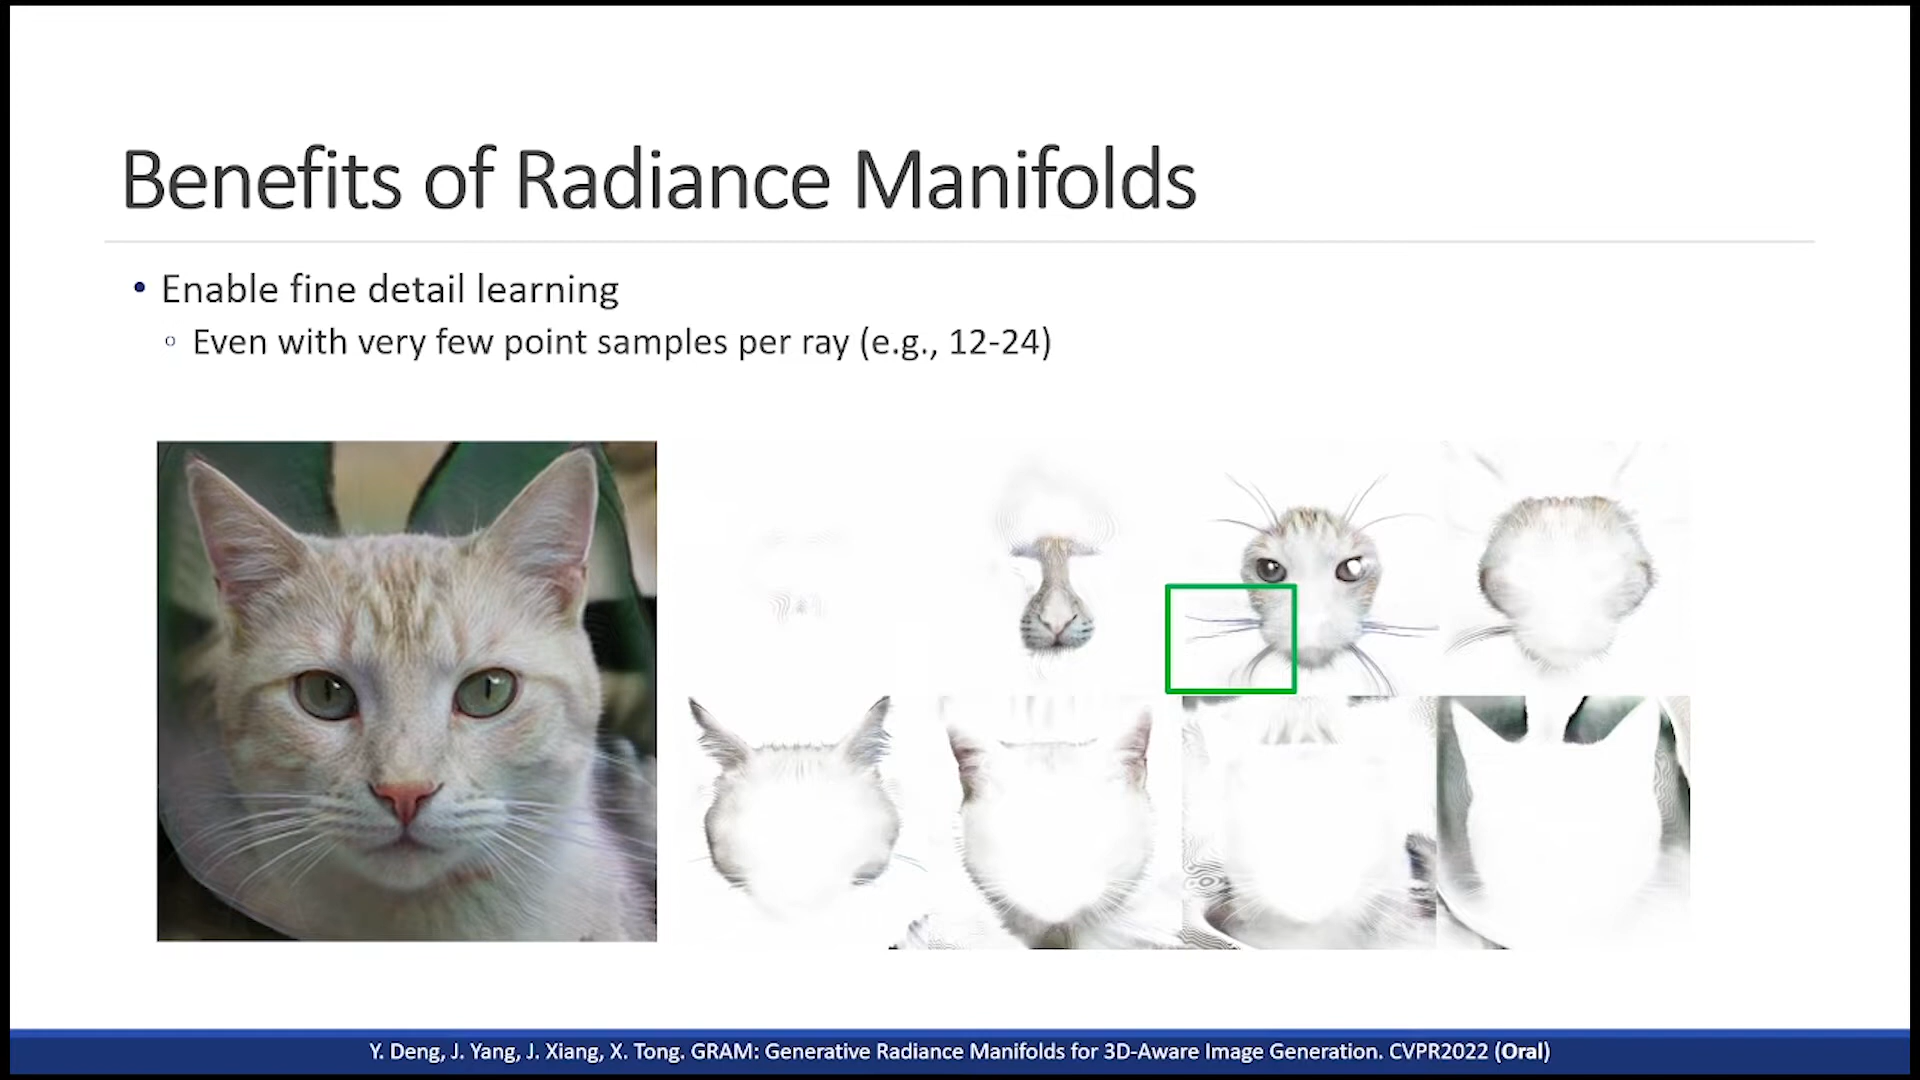 Benefits of Radiance Manifolds
• Enable fine detail learning
○ Even with very few point samples per ray (e.g., 12-24)
Y. Deng, J. Yang, J. Xiang, X. Tong. GRAM: Generative Radiance Manifolds for 3D-Aware Image Generation. CVPR2022 (Oral)